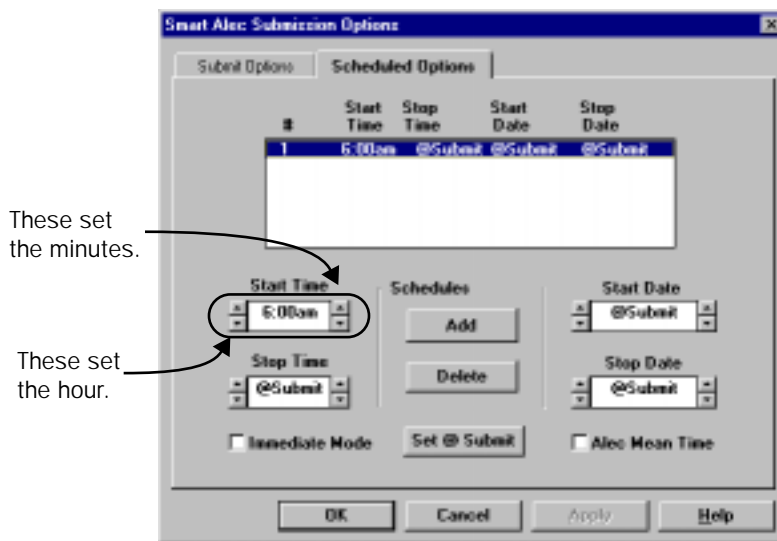 Smart Alec Submission Options
Submit Options
Scheduled Options
# Start Time Stop Time Start Date Stop Date
1 6:00am @Submit @Submit @Submit
These set
the minutes.
Start Time
6:00am
Schedules
Add
Start Date
@Submit
These set
the hour.
Stop Time
@Submit
Delete
Stop Date
@Submit
Immediate Mode
Set @ Submit
Alec Mean Time
OK
Cancel
Apply
Help